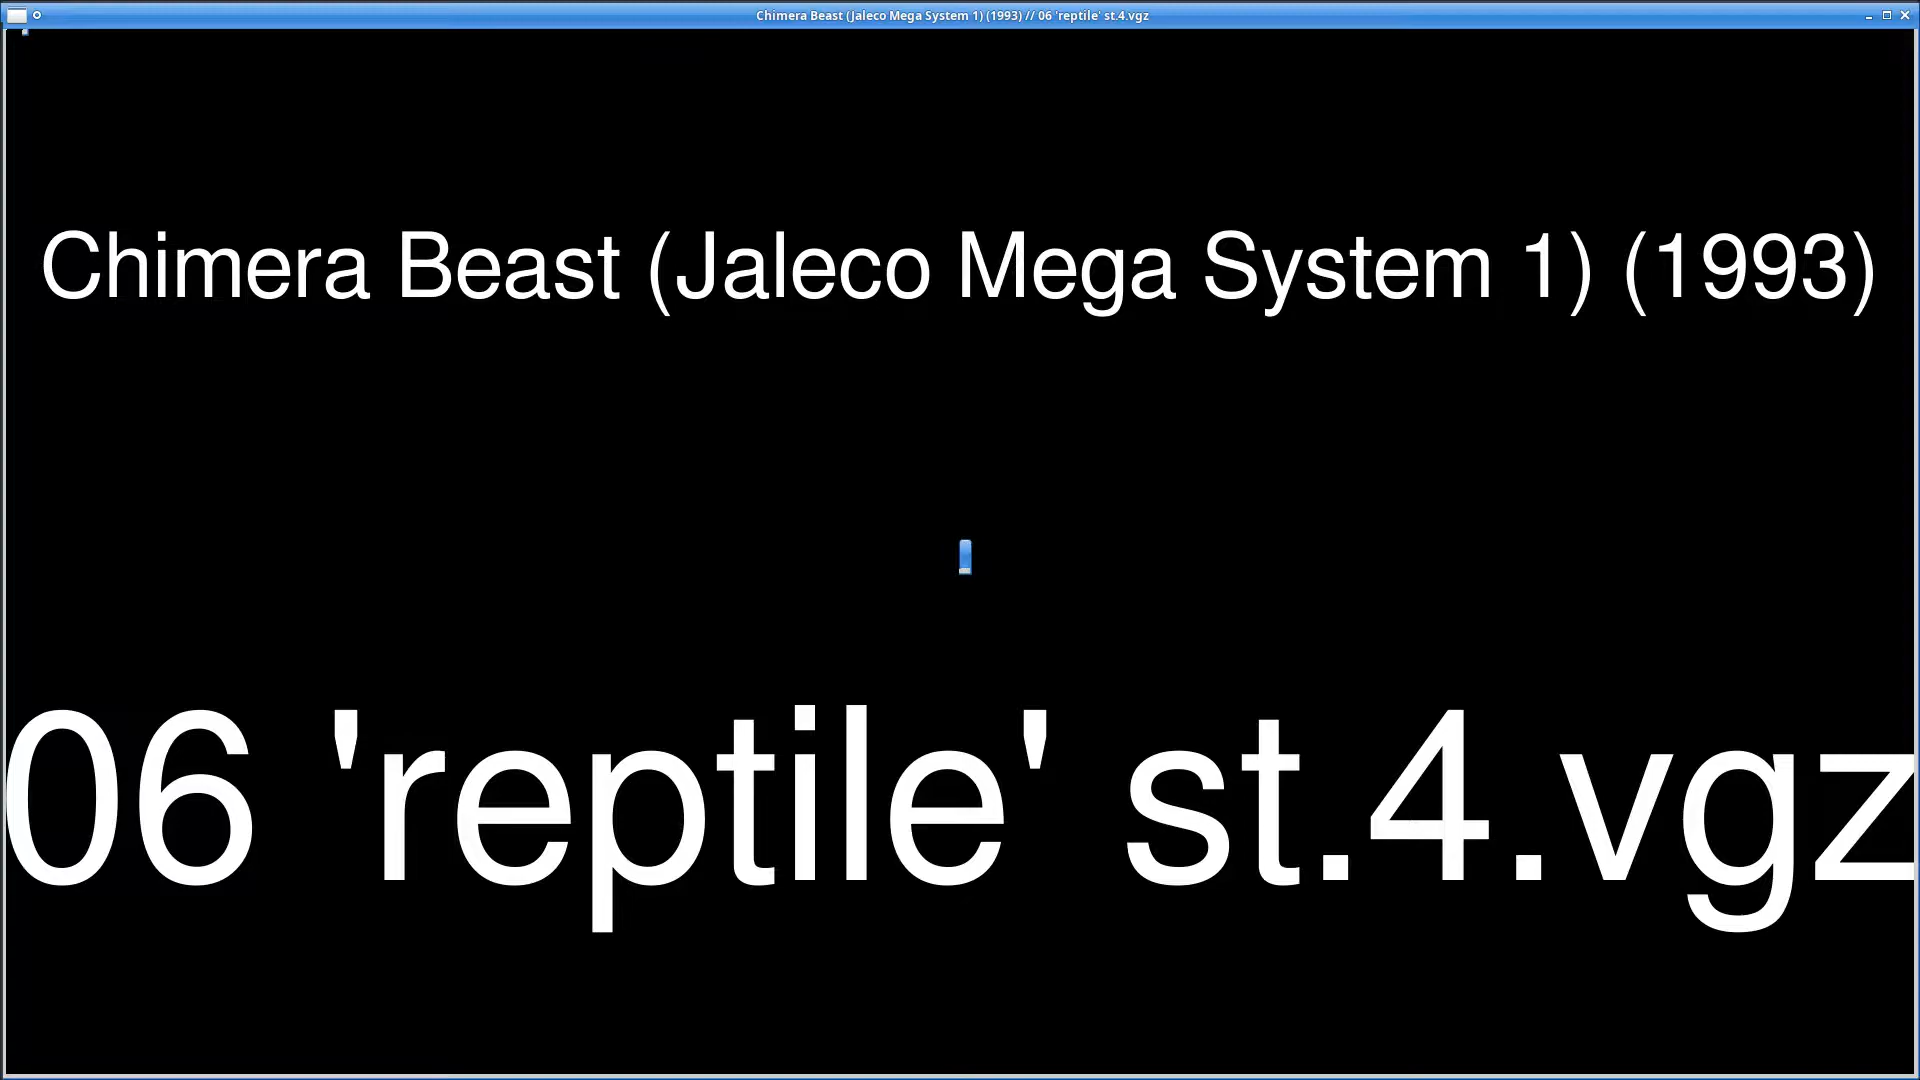 Chimera Beast (Jaleco Mega System 1) (1993) // 06 'reptile' st.4.vgz
Chimera Beast (Jaleco Mega System 1) (1993)
06 'reptile' st.4.vgz